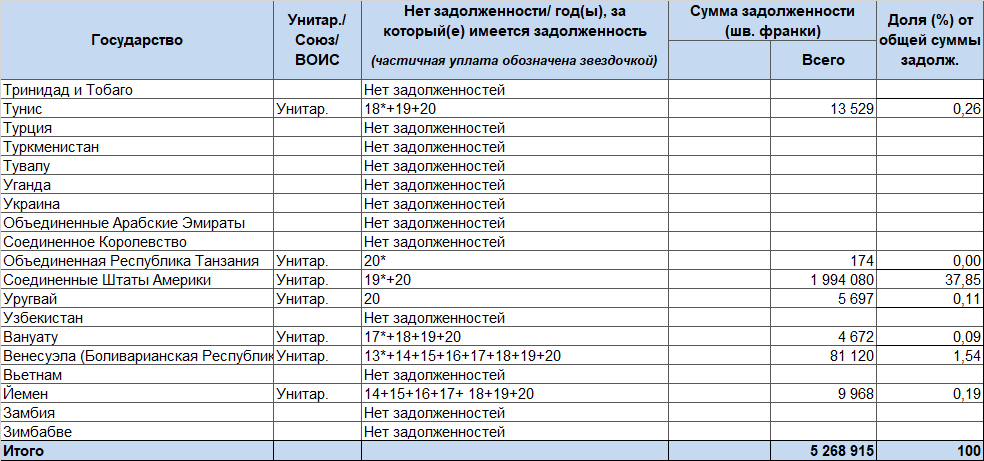 Государство Унитар./ Союз/ ВОИС Нет задолженности/ год(ы), за который(е) имеется задолженность (частичная уплата обозначена звездочкой) Сумма задолженности (шв. франки) Всего Доля (%) от общей суммы задолж.
Тринидад и Тобаго Нет задолженностей
Тунис Унитар. 18*+19+20 13 529 0,26
Турция Нет задолженностей
Туркменистан Нет задолженностей
Тувалу Нет задолженностей
Уганда Нет задолженностей
Украина Нет задолженностей
Объединенные Арабские Эмираты Нет задолженностей
Соединенное Королевство Нет задолженностей
Объединенная Республика Танзания Унитар. 20* 174 0,00
Соединенные Штаты Америки Унитар. 19*+20 1 994 080 37,85
Уругвай Унитар. 20 5 697 0,11
Узбекистан Нет задолженностей
Вануату Унитар. 17*+18+19+20 4 672 0,09
Венесуэла (Боливарианская Республик Унитар. 13*+14+15+16+17+18+19+20 81 120 1,54
Вьетнам Нет задолженностей
Йемен Унитар. 14+15+16+17+ 18+19+20 9 968 0,19
Замбия Нет задолженностей
Зимбабве Нет задолженностей
Итого 5 268 915 100